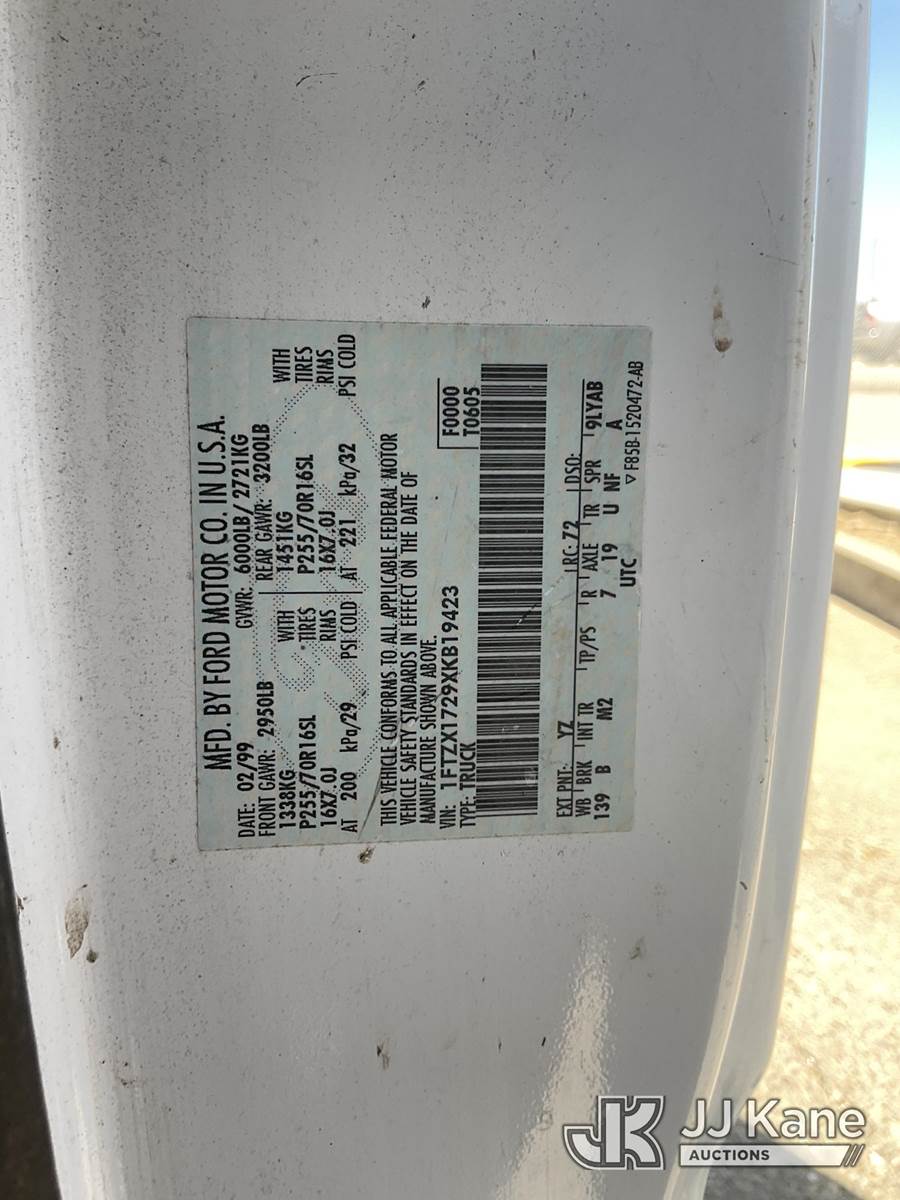 MFD. BY FORD MOTOR CO. IN U.S.A.
DATE: 02/99 GVWR: 6000LB/ 2721KG
FRONT GAWR: 2950LB REAR GAWR: 3200LB
1338KG WITH 1451KG WITH
P255/70R16SL TIRES P255/70R16SL TIRES
16X7.0J RIMS 16X7.0J RIMS
AT 200 kPa/29 PSI COLD AT 221 kPa/32 PSI COLD
THIS VEHICLE CONFORMS TO ALL APPLICABLE FEDERAL MOTOR
VEHICLE SAFETY STANDARDS IN EFFECT ON THE DATE OF
MANUFACTURE SHOWN ABOVE.
VIN: 1FTZX1729XKB19423 F0000
TYPE: TRUCK T0605
EXT PNT: YZ RC: 72 DSO:
WB BRK INT TR TP/PS R AXLE TR SPR 9LYAB
139 B M2 7 19 U NF A
UTC ▽ F85B-1520472-AB
JK JJ Kane
AUCTIONS